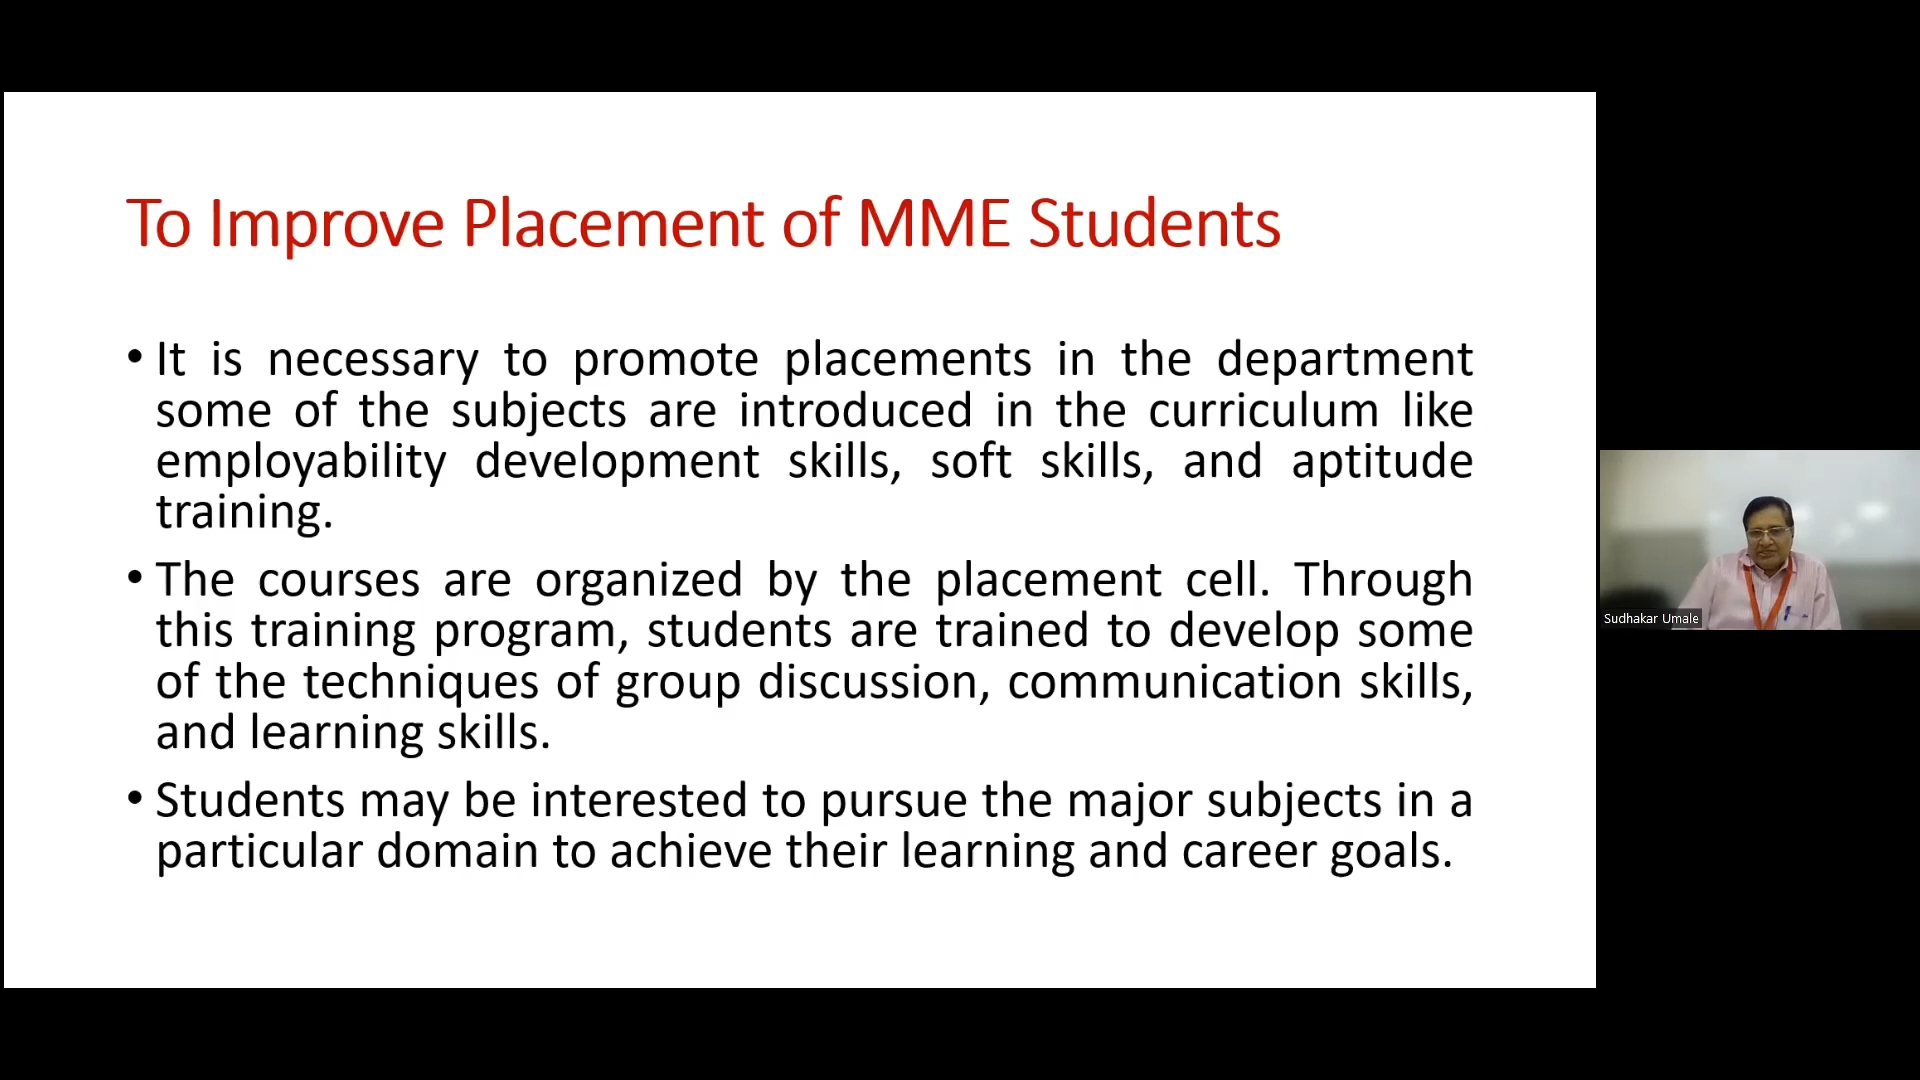 To Improve Placement of MME Students
• It is necessary to promote placements in the department
some of the subjects are introduced in the curriculum like
employability development skills, soft skills, and aptitude
training.
• The courses are organized by the placement cell. Through
this training program, students are trained to develop some
of the techniques of group discussion, communication skills,
and learning skills.
• Students may be interested to pursue the major subjects in a
particular domain to achieve their learning and career goals.
Sudhakar Umale